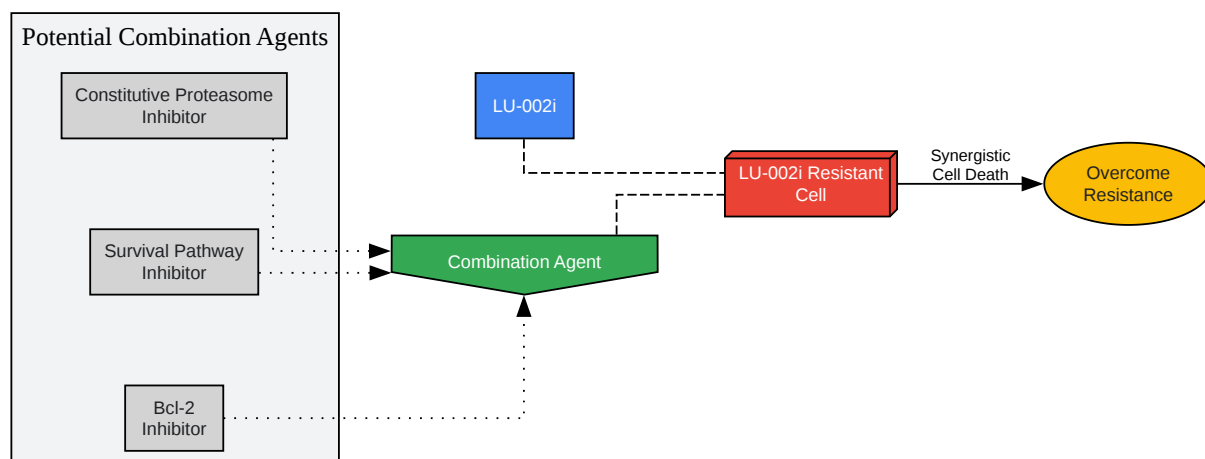 Potential Combination Agents
Constitutive Proteasome
Inhibitor
LU-002i
LU-002i Resistant
Cell
Synergistic
Cell Death
Overcome
Resistance
Survival Pathway
Inhibitor
Combination Agent
Bcl-2
Inhibitor